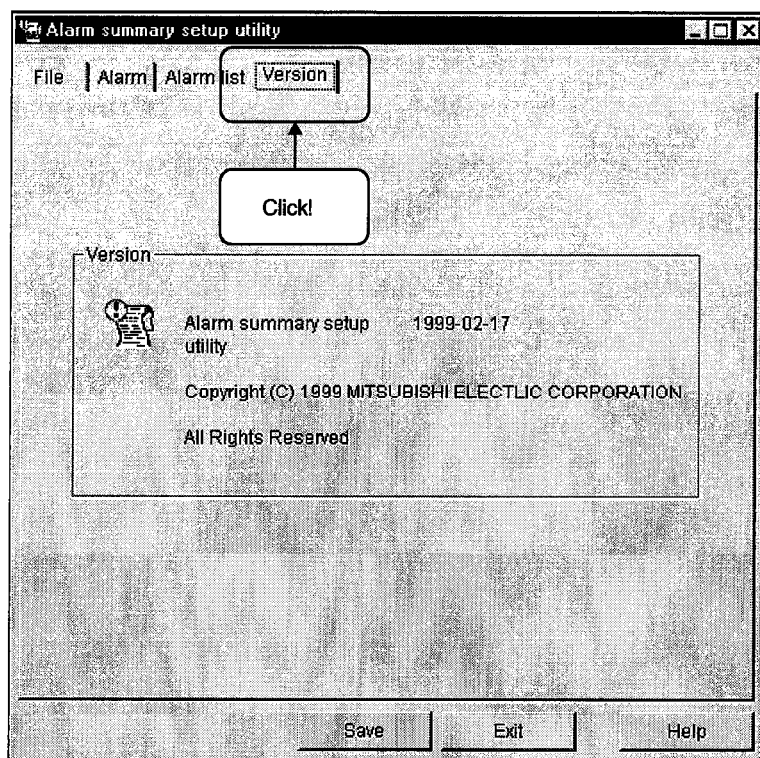 Alarm summary setup utility
File Alarm Alarm list Version
Click!
Version
Alarm summary setup 1999-02-17
utility
Copyright (C) 1999 MITSUBISHI ELECTLIC CORPORATION
All Rights Reserved
Save Exit Help